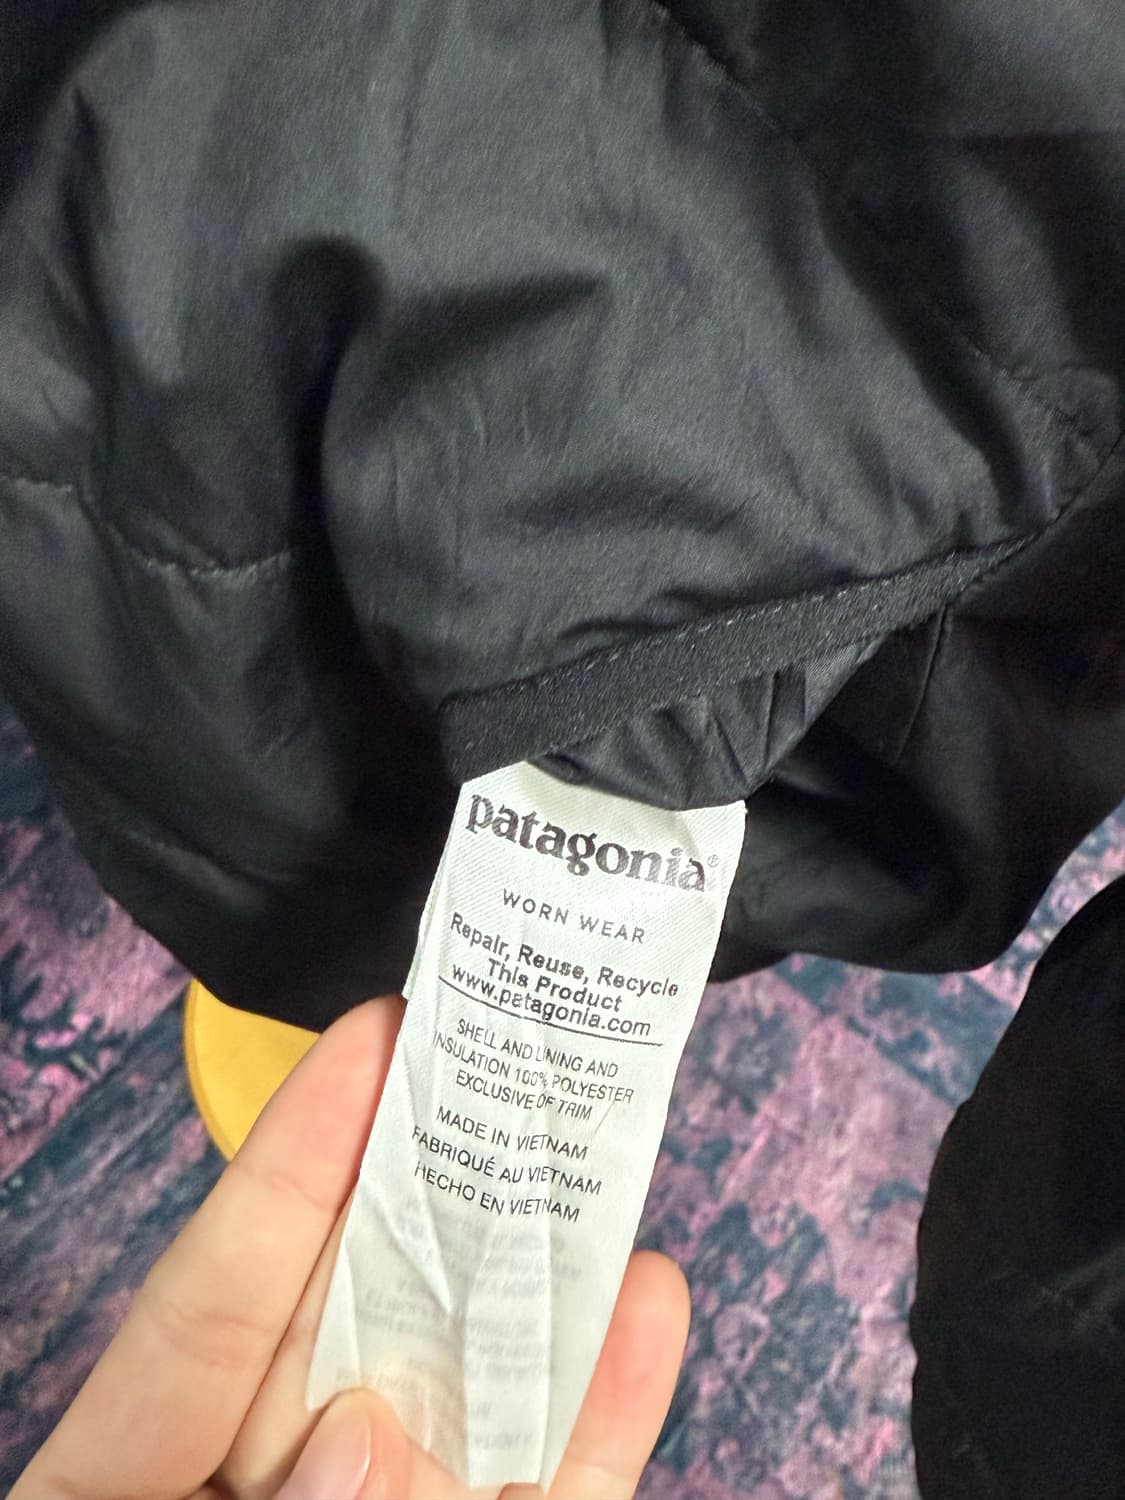 patagonia®
WORN WEAR
Repair, Reuse, Recycle
This Product
www.patagonia.com
SHELL AND LINING AND
INSULATION 100% POLYESTER
EXCLUSIVE OF TRIM
MADE IN VIETNAM
FABRIQUÉ AU VIETNAM
HECHO EN VIETNAM